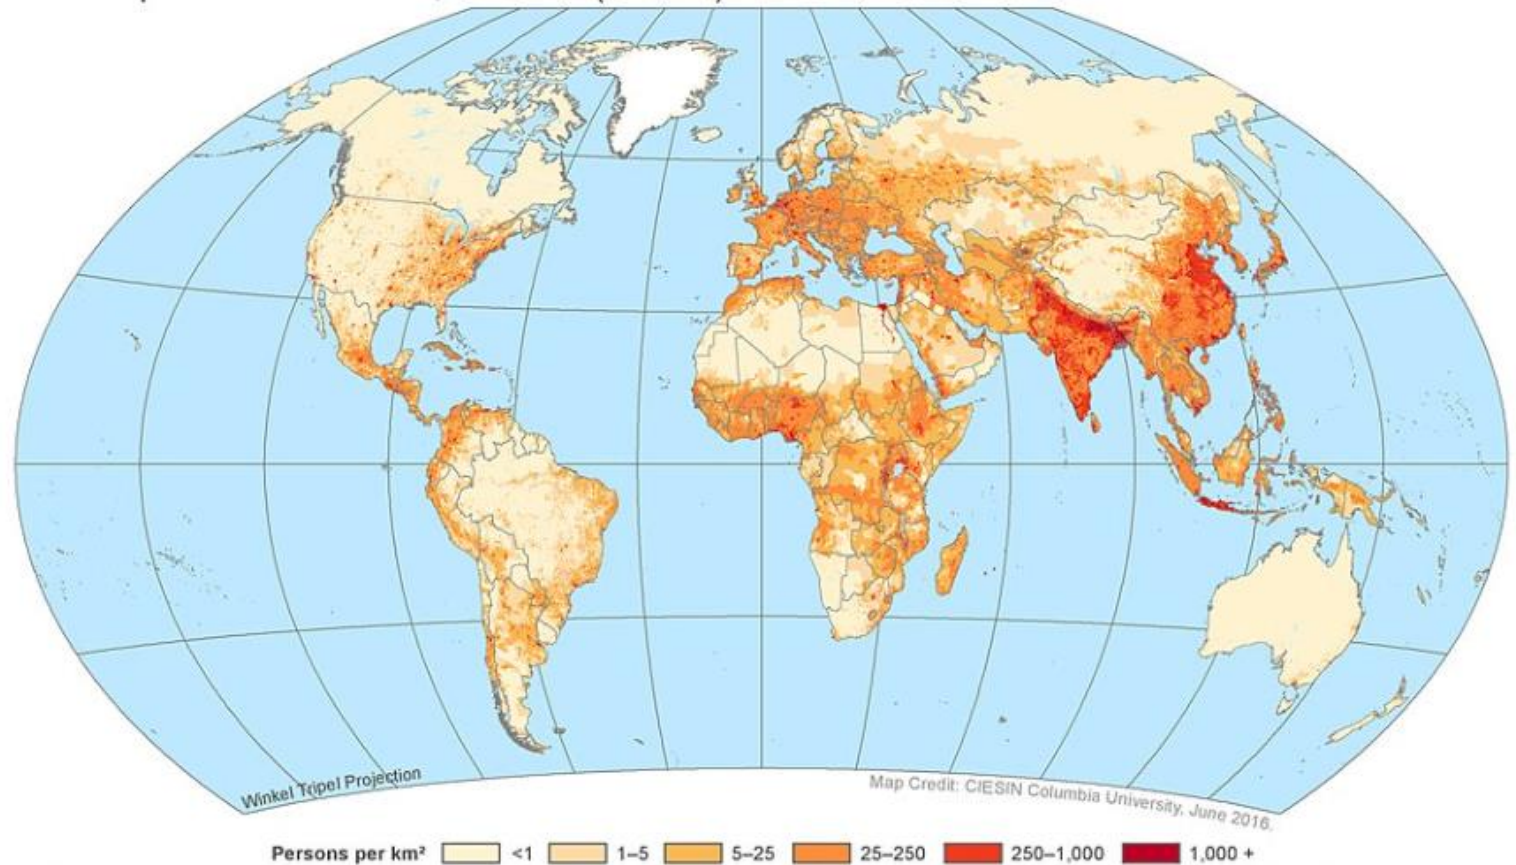 Winkel Tripel Projection
Map Credit: CIESIN Columbia University, June 2016.
Persons per km² <1 1–5 5–25 25–250 250–1,000 1,000 +